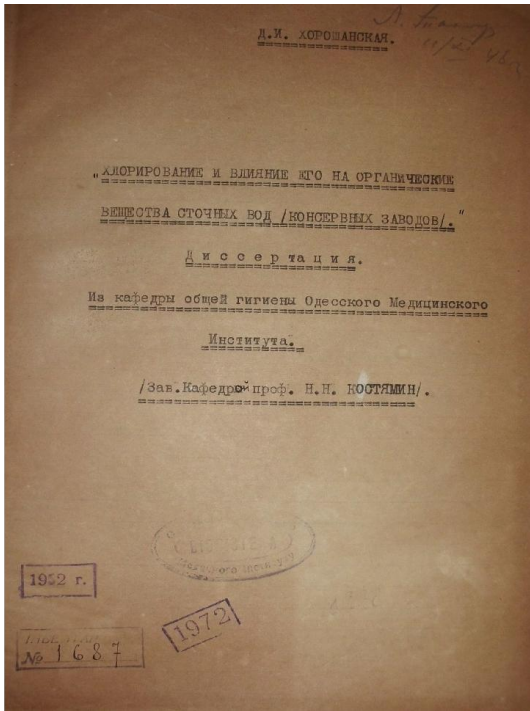 Д.И. ХОРОШАНСКАЯ.
"ХЛОРИРОВАНИЕ И ВЛИЯНИЕ ЕГО НА ОРГАНИЧЕСКИЕ
ВЕЩЕСТВА СТОЧНЫХ ВОД /КОНСЕРВНЫХ ЗАВОДОВ/."
Диссертация.
Из кафедры общей гигиены Одесского Медицинского
Института.
/Зав.Кафедрой проф. Н.Н. КОСТЯМИН/.
1952 г.
1972
№ 1687